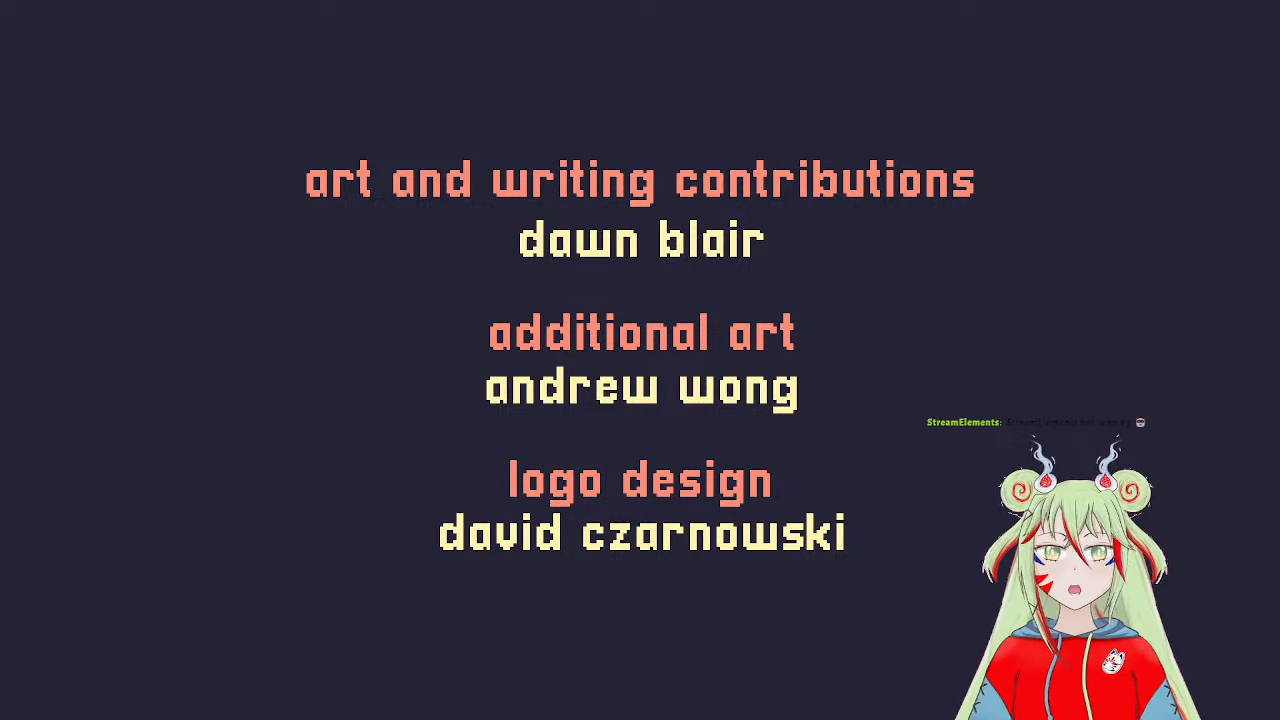 art and writing contributions
dawn blair
additional art
andrew wong
logo design
david czarnowski
StreamElements: